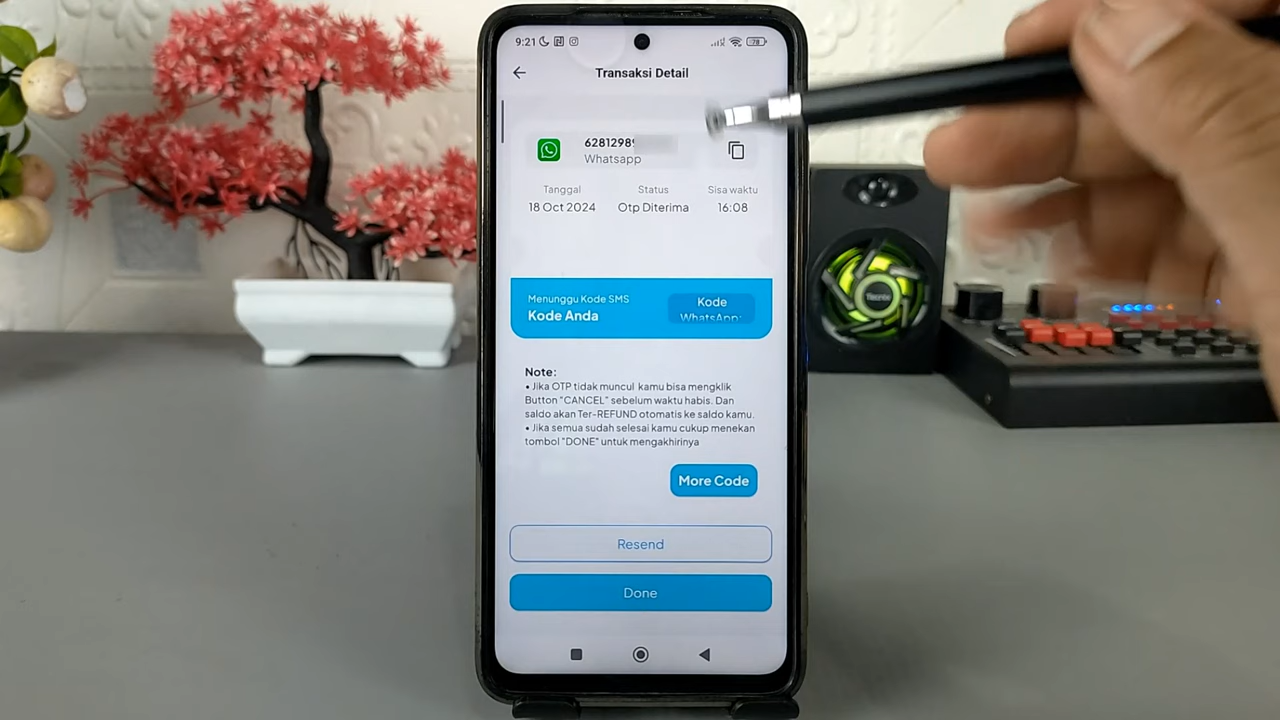 9:21
78
Transaksi Detail
6281298
Whatsapp
Tanggal Status Sisa waktu
18 Oct 2024 Otp Diterima 16:08
Menunggu Kode SMS
Kode Anda
Kode
WhatsApp:
Note:
• Jika OTP tidak muncul kamu bisa mengklik
Button "CANCEL" sebelum waktu habis. Dan
saldo akan Ter-REFUND otomatis ke saldo kamu.
• Jika semua sudah selesai kamu cukup menekan
tombol "DONE" untuk mengakhirinya
More Code
Resend
Done